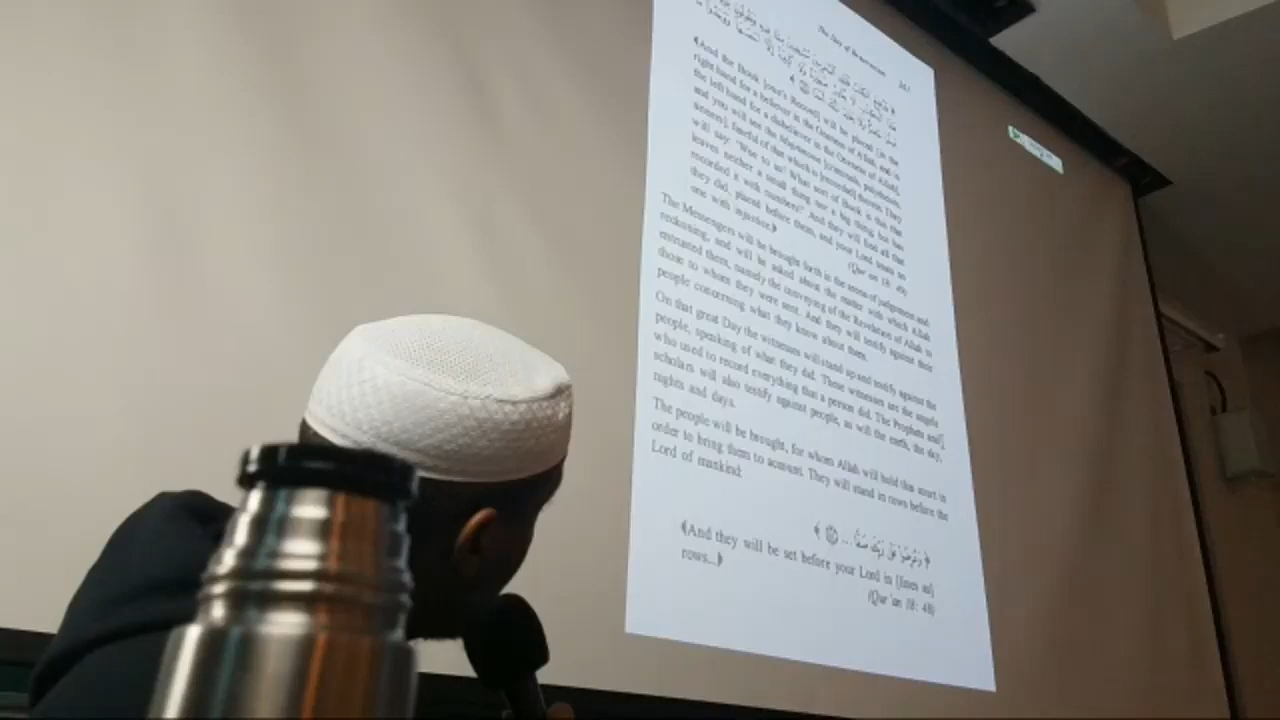 The Day of Resurrection
﴾And the Book [one's Record] will be placed [in the
right hand for a believer in the Oneness of Allah, and in
the left hand for a disbeliever in the Oneness of Allah],
and you will see the [criminals, polytheists,
sinners], fearful of that which is [recorded] therein. They
will say: 'Woe to us! What sort of Book is this that
leaves neither a small thing nor a big thing, but has
recorded it with numbers!' And they will find all that
they did, placed before them, and your Lord treats no
one with injustice.﴿
(Qur'an 18: 49)
The Messengers will be brought forth in the arena of judgement and
reckoning, and will be asked about the matter with which Allah
entrusted them, namely the conveying of the Revelation of Allah to
those to whom they were sent. And they will testify against their
people concerning what they know about them.
On that great Day the witnesses will stand up and testify against the
people, speaking of what they did. These witnesses are the angels
who used to record everything that a person did. The Prophets and
scholars will also testify against people, as will the earth, the sky,
nights and days.
The people will be brought, for whom Allah will hold this court in
order to bring them to account. They will stand in rows before the
Lord of mankind:
﴿وَعُرِضُوا عَلَىٰ رَبِّكَ صَفًّا ... ﴾
﴾And they will be set before your Lord in [lines as]
rows...﴿
(Qur'an 18: 48)